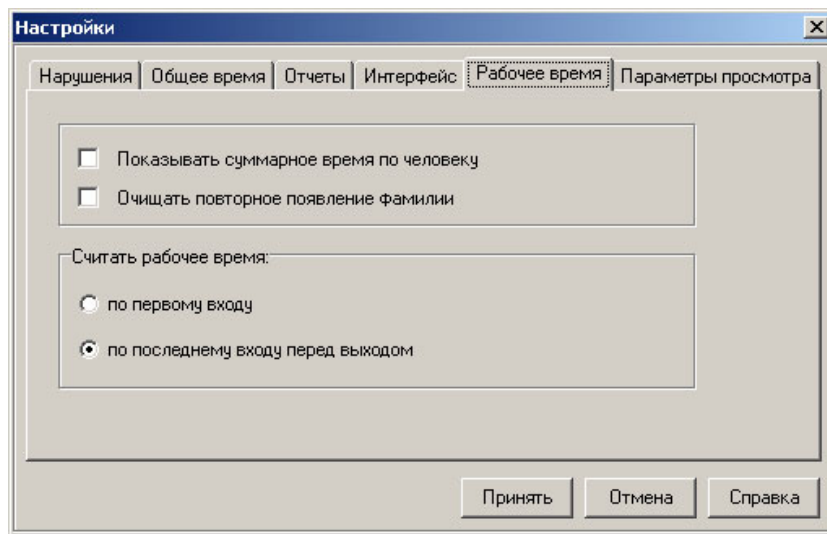 Настройки
Нарушения Общее время Отчеты Интерфейс Рабочее время Параметры просмотра
Показывать суммарное время по человеку
Очищать повторное появление фамилии
Считать рабочее время:
по первому входу
по последнему входу перед выходом
Принять Отмена Справка